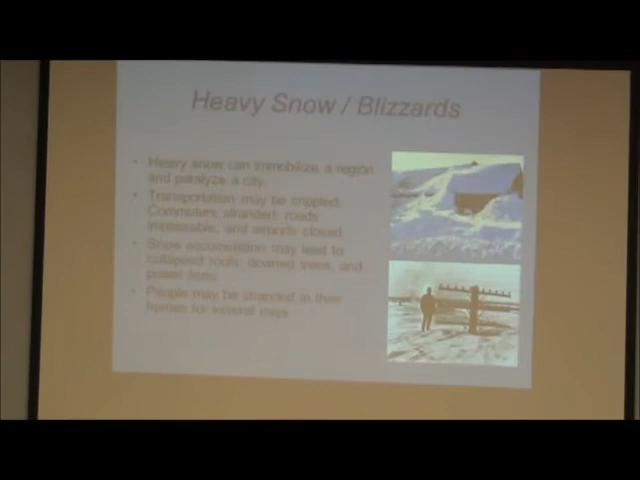 Heavy Snow / Blizzards
• Heavy snow can immobilize a region
and paralyze a city.
• Transportation may be crippled:
Commuters stranded, roads
impassable, and airports closed.
• Snow accumulation may lead to
collapsed roofs, downed trees, and
power lines.
• People may be stranded in their
homes for several days.